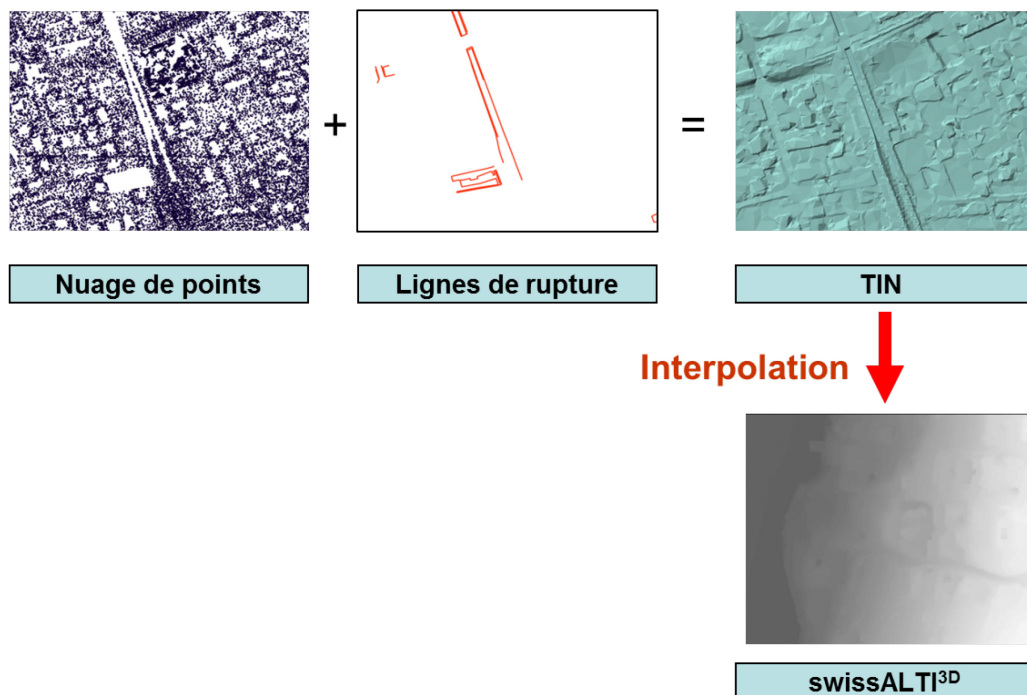 +
=
Nuage de points
Lignes de rupture
TIN
Interpolation
swissALTI³ᴰ